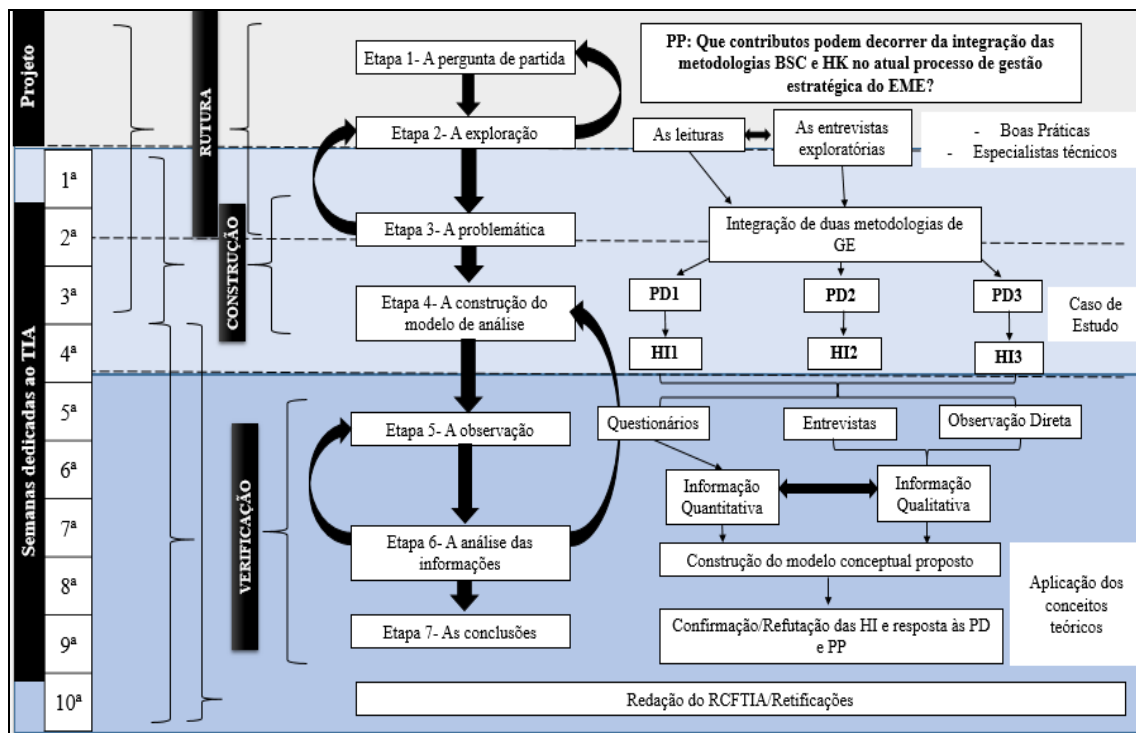 Projeto
Semanas dedicadas ao TIA
1ª
2ª
3ª
4ª
5ª
6ª
7ª
8ª
9ª
10ª
RUTURA
CONSTRUÇÃO
VERIFICAÇÃO
Etapa 1- A pergunta de partida
Etapa 2- A exploração
Etapa 3- A problemática
Etapa 4- A construção do
modelo de análise
Etapa 5- A observação
Etapa 6- A análise das
informações
Etapa 7- As conclusões
PP: Que contributos podem decorrer da integração das
metodologias BSC e HK no atual processo de gestão
estratégica do EME?
As leituras
As entrevistas
exploratórias
- Boas Práticas
- Especialistas técnicos
Integração de duas metodologias de
GE
PD1
PD2
PD3
HI1
HI2
HI3
Caso de
Estudo
Questionários
Entrevistas
Observação Direta
Informação
Quantitativa
Informação
Qualitativa
Construção do modelo conceptual proposto
Confirmação/Refutação das HI e resposta às PD
e PP
Aplicação dos
conceitos
teóricos
Redação do RCFTIA/Retificações